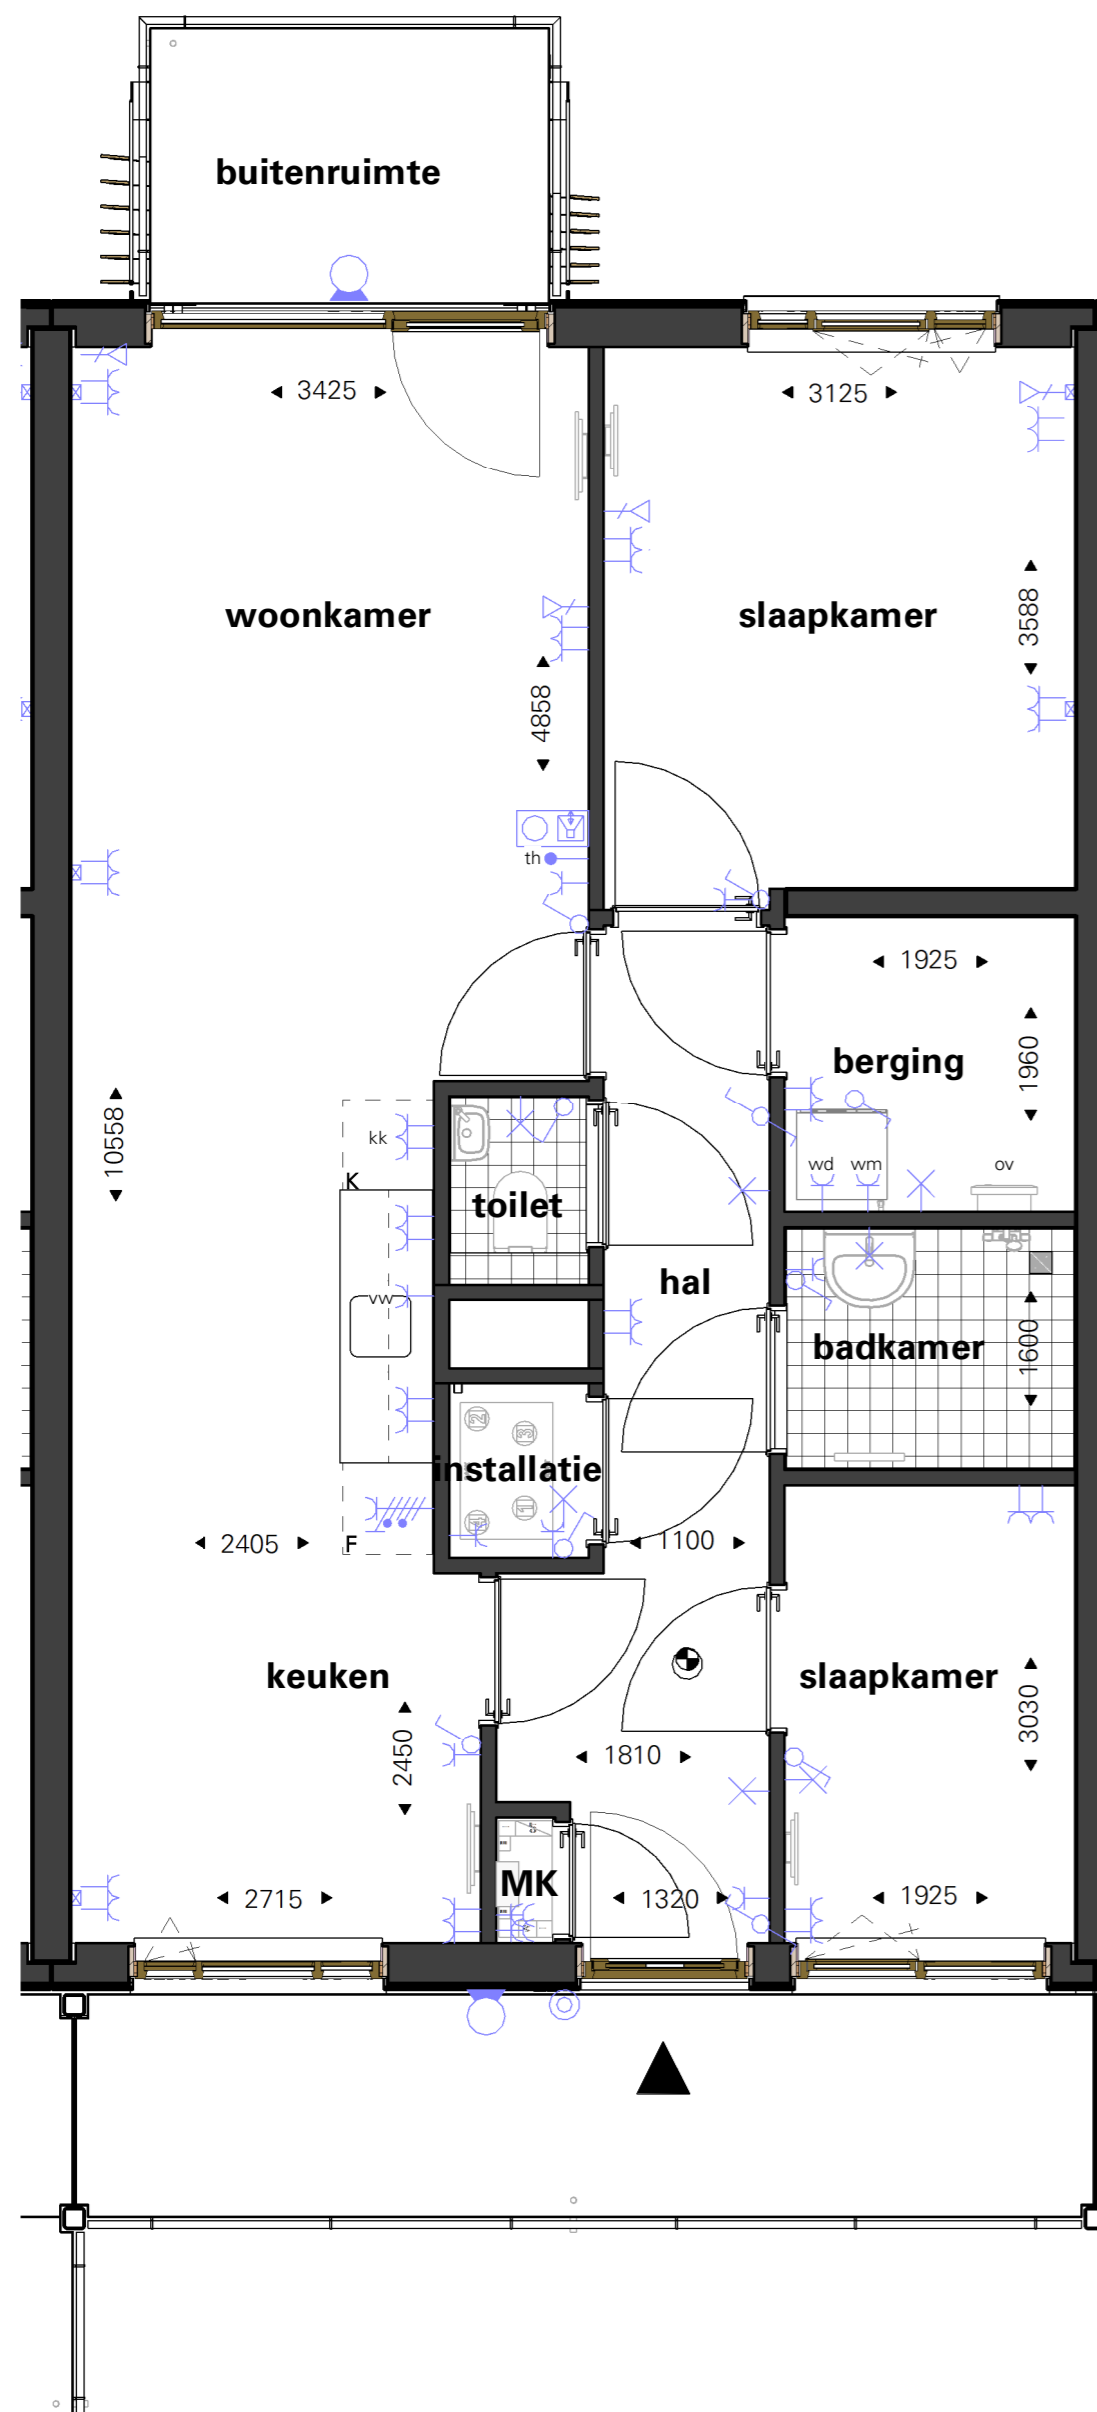 buitenruimte
3425
3125
woonkamer
slaapkamer
3588
4858
th
1925
berging
1960
10558
kk
K
toilet
wd
wm
ov
hal
vw
badkamer
1600
installatie
2405
F
1100
keuken
slaapkamer
3030
2450
1810
MK
2715
1320
1925